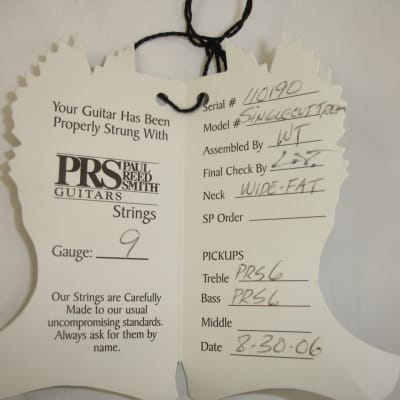 Your Guitar Has Been
Properly Strung With
PRS PAUL
REED
SMITH
GUITARS
Strings
Gauge: 9
Our Strings are Carefully
Made to our usual
uncompromising standards.
Always ask for them by
name.
Serial # 110190
Model # SINGLECUT TREM
Assembled By WT
Final Check By
Neck WIDE-FAT
SP Order
PICKUPS
Treble PRS6
Bass PRS6
Middle
Date 8-30-06